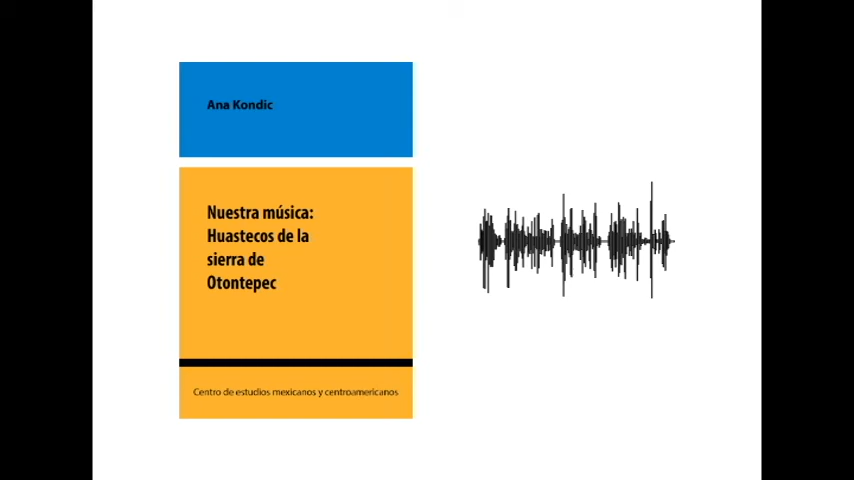 Ana Kondic
Nuestra música:
Huastecos de la
sierra de
Otontepec
Centro de estudios mexicanos y centroamericanos